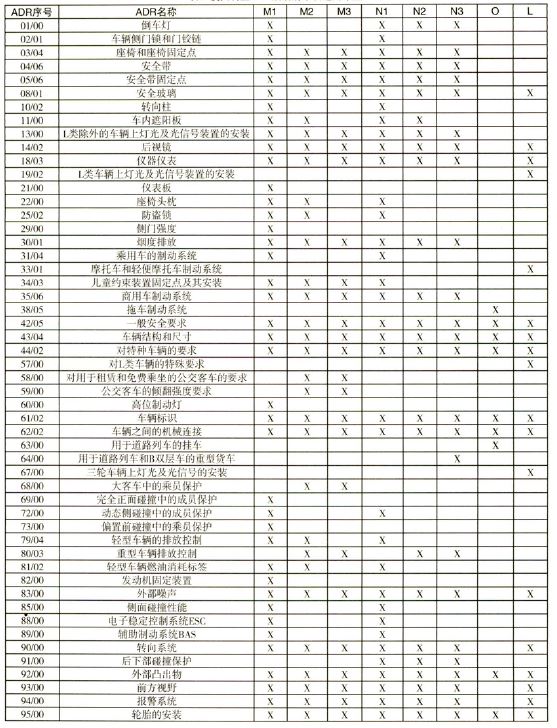 ADR序号 ADR名称 M1 M2 M3 N1 N2 N3 O L
01/00 倒车灯 X X X X
02/01 车辆侧门锁和门铰链 X X
03/04 座椅和座椅固定点 X X X X X X
04/06 安全带 X X X X X X
05/06 安全带固定点 X X X X X X
08/01 安全玻璃 X X X X X X X
10/02 转向柱 X X
11/00 车内遮阳板 X X X X
13/00 L类除外的车辆上灯光及光信号装置的安装 X X X X X X
14/02 后视镜 X X X X X X X
18/03 仪器仪表 X X X X X X X
19/02 L类车辆上灯光及光信号装置的安装 X
21/00 仪表板 X
22/00 座椅头枕 X X X
25/02 防盗锁 X X X
29/00 侧门强度 X
30/01 烟度排放 X X X X X X
31/04 乘用车的制动系统 X X
33/01 摩托车和轻便摩托车制动系统 X
34/03 儿童约束装置固定点及其安装 X X X X
35/06 商用车制动系统 X X X X X X
38/05 拖车制动系统 X
42/05 一般安全要求 X X X X X X X X
43/04 车辆结构和尺寸 X X X X X X X X
44/02 对特种车辆的要求 X X X X X X X X
57/00 对L类车辆的特殊要求 X
58/00 对用于租赁和免费乘坐的公交客车的要求 X X
59/00 公交客车的倾翻强度要求 X X
60/00 高位制动灯 X
61/02 车辆标识 X X X X X X X X
62/02 车辆之间的机械连接 X X X X X X X X
63/00 用于道路列车的挂车 X
64/00 用于道路列车和B双层车的重型货车 X
67/00 三轮车辆上灯光及光信号的安装 X
68/00 大客车中的乘员保护 X X
69/00 完全正面碰撞中的成员保护 X
72/00 动态侧碰撞中的成员保护 X X
73/00 偏置前碰撞中的乘员保护 X
79/04 轻型车辆的排放控制 X X X
80/03 重型车辆排放控制 X X X X
81/02 轻型车辆燃油消耗标签 X X X
82/00 发动机固定装置 X
83/00 外部噪声 X X X X X X X
85/00 侧面碰撞性能 X X
88/00 电子稳定控制系统ESC X X
89/00 辅助制动系统BAS X X
90/00 转向系统 X X X X X X X
91/00 后下部碰撞保护 X X X
92/00 外部凸出物 X X X X X X X X
93/00 前方视野 X X X X X X X
94/00 报警系统 X X X X X X X
95/00 轮胎的安装 X X X X X X X X